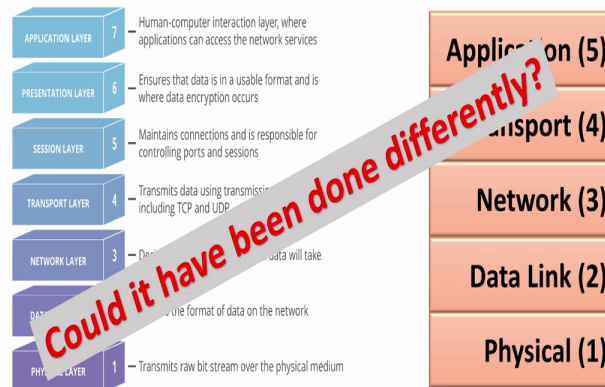 APPLICATION LAYER
7
Human-computer interaction layer, where
applications can access the network services
PRESENTATION LAYER
6
Ensures that data is in a usable format and is
where data encryption occurs
SESSION LAYER
5
Maintains connections and is responsible for
controlling ports and sessions
TRANSPORT LAYER
4
Transmits data using
including TCP and UDP
NETWORK LAYER
3
data will take
the format of data on the network
LAYER
1
Transmits raw bit stream over the physical medium
Could it have been done differently?
(5)
(4)
Network (3)
Data Link (2)
Physical (1)